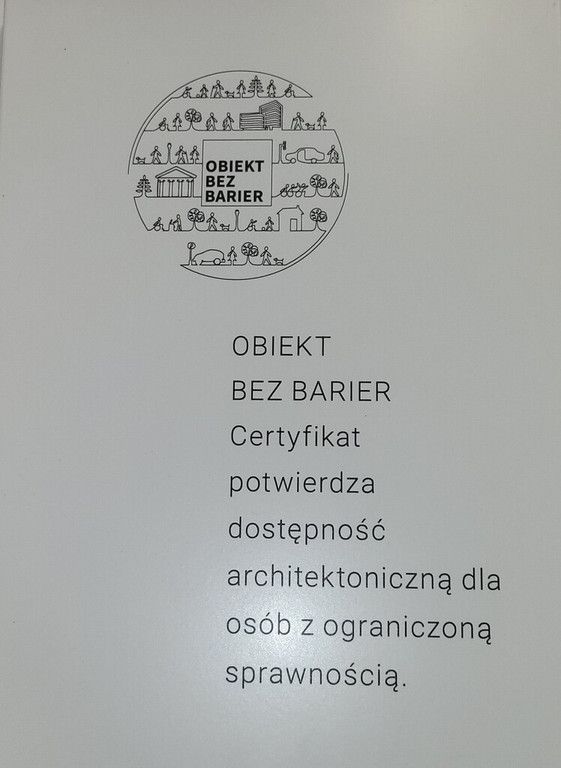 OBIEKT
BEZ
BARIER
OBIEKT
BEZ BARIER
Certyfikat
potwierdza
dostępność
architektoniczną dla
osób z ograniczoną
sprawnością.